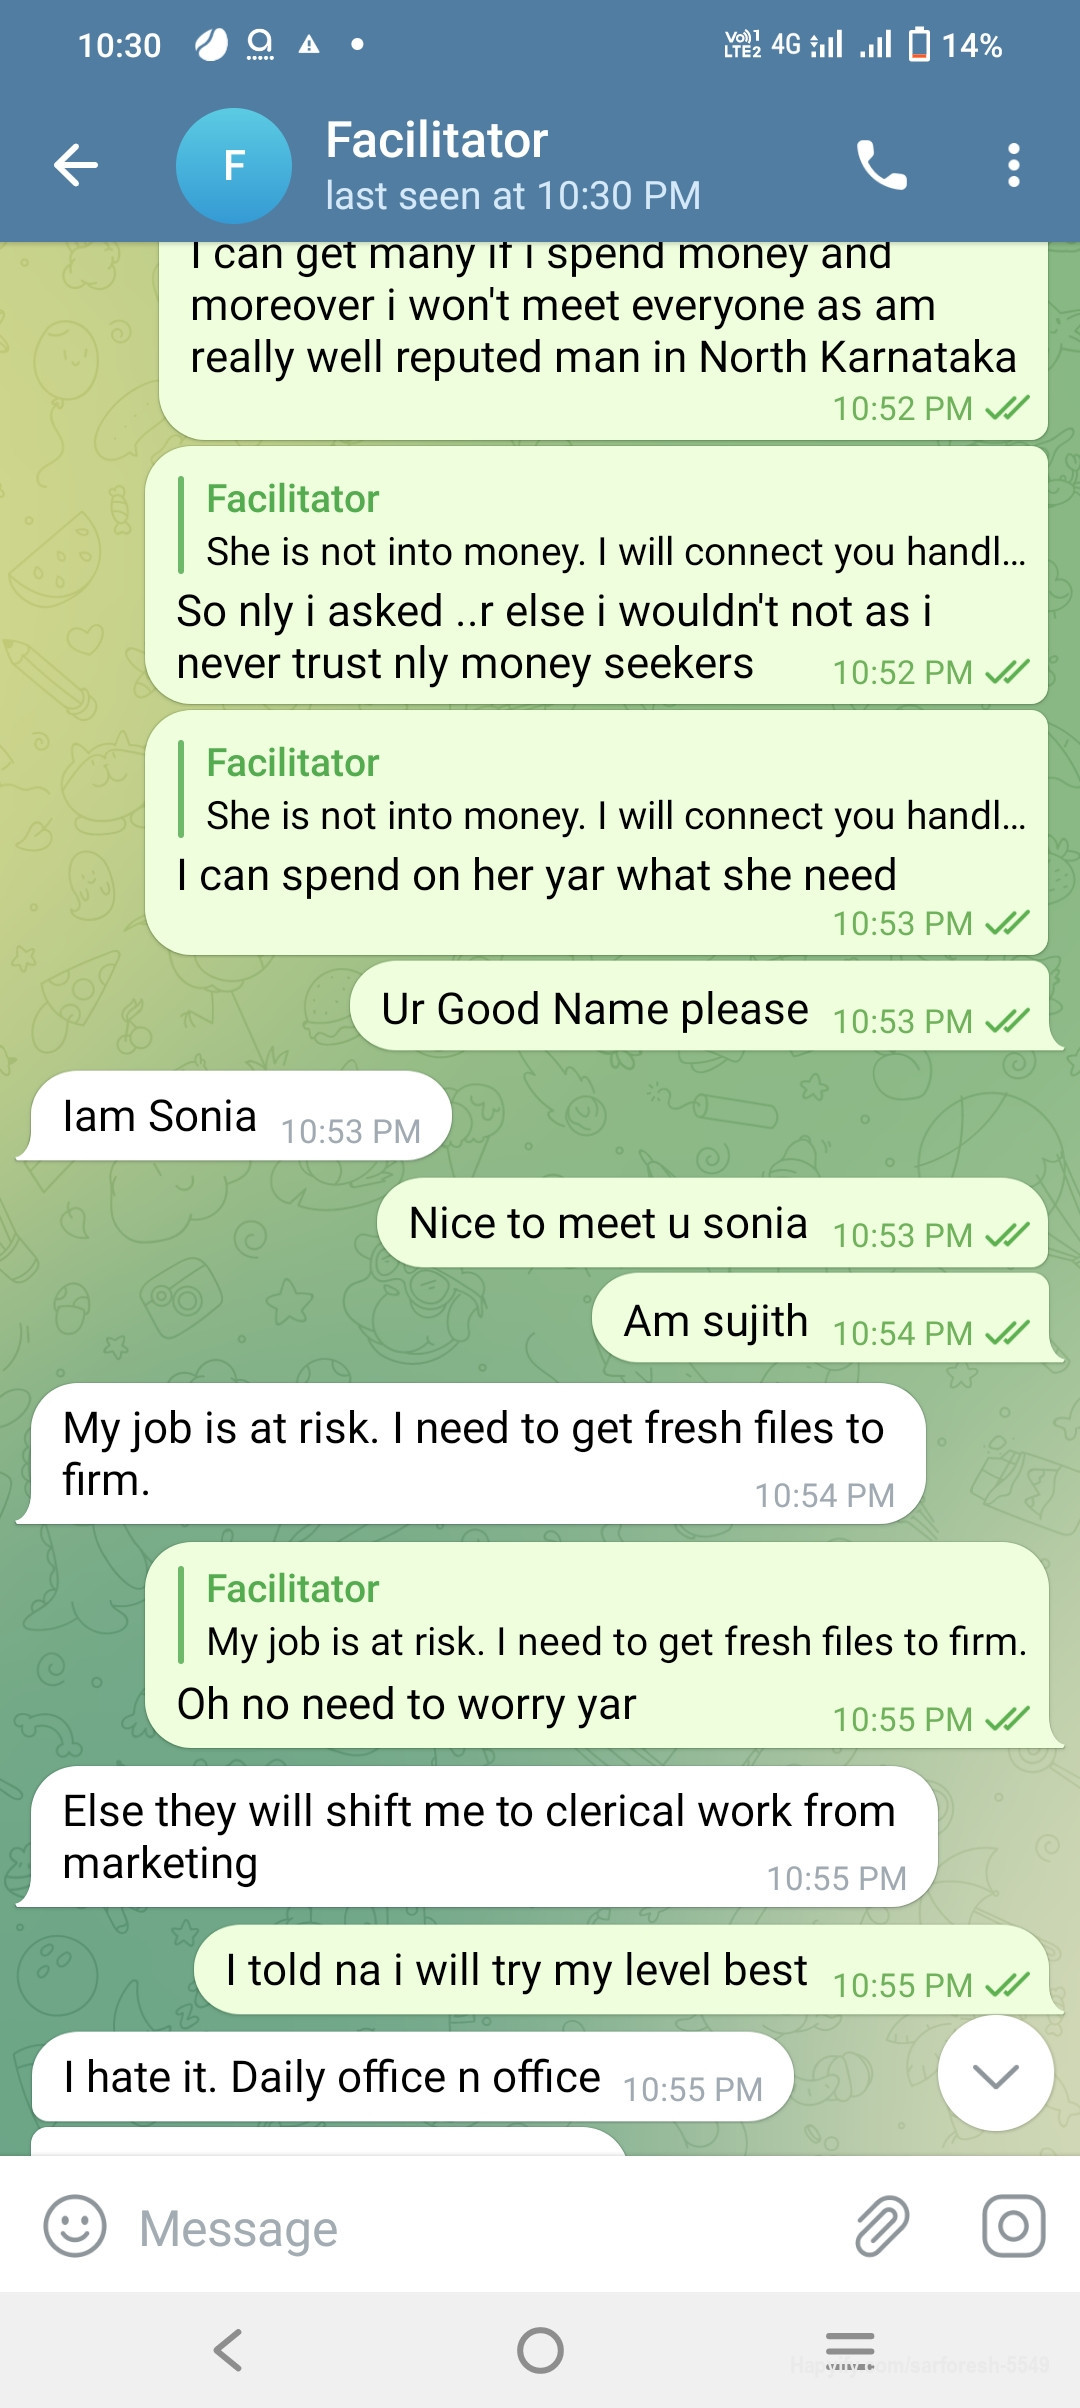 10:30
Vo)) 1
LTE2 4G 14%
F
Facilitator
last seen at 10:30 PM
I can get many if i spend money and
moreover i won't meet everyone as am
really well reputed man in North Karnataka
10:52 PM
Facilitator
She is not into money. I will connect you handl...
So nly i asked ..r else i wouldn't not as i
never trust nly money seekers 10:52 PM
Facilitator
She is not into money. I will connect you handl...
I can spend on her yar what she need
10:53 PM
Ur Good Name please 10:53 PM
Iam Sonia 10:53 PM
Nice to meet u sonia 10:53 PM
Am sujith 10:54 PM
My job is at risk. I need to get fresh files to
firm.
10:54 PM
Facilitator
My job is at risk. I need to get fresh files to firm.
Oh no need to worry yar 10:55 PM
Else they will shift me to clerical work from
marketing 10:55 PM
I told na i will try my level best 10:55 PM
I hate it. Daily office n office 10:55 PM
Message